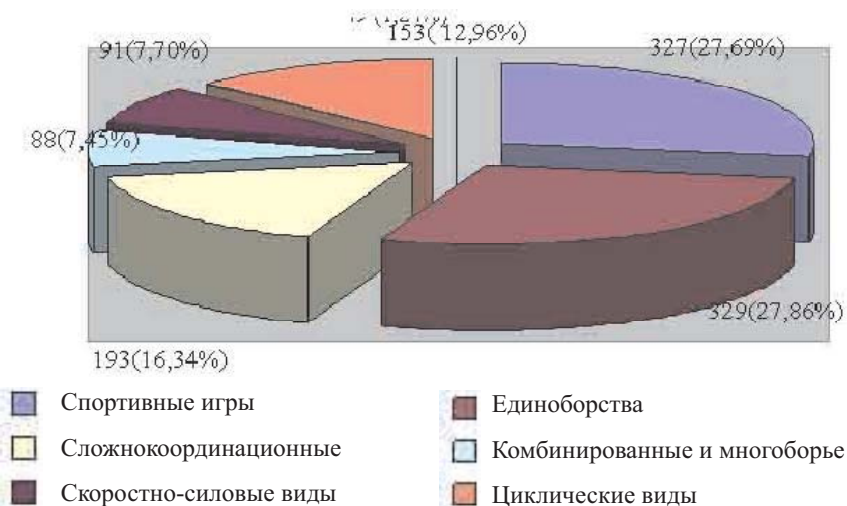 153(12,96%)
91(7,70%)
327(27,69%)
88(7,45%)
329(27,86%)
193(16,34%)
Спортивные игры
Единоборства
Сложнокоординационные
Комбинированные и многоборье
Скоростно-силовые виды
Циклические виды